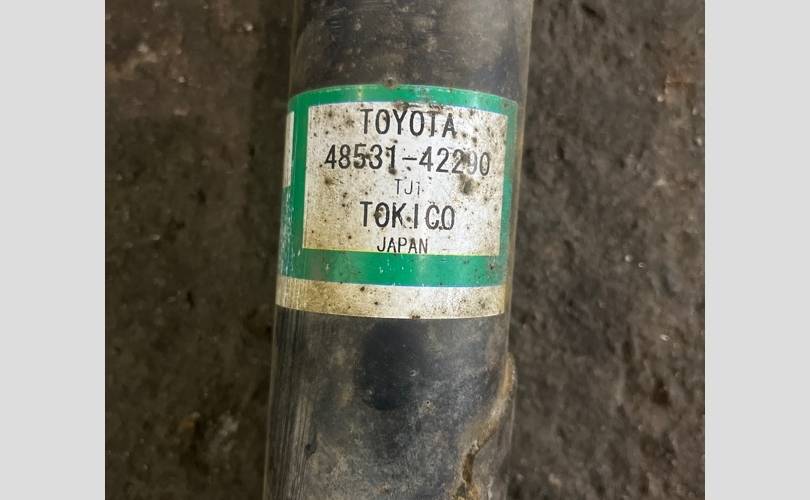 TOYOTA
48531-42290
TJ1
TOKICO
JAPAN